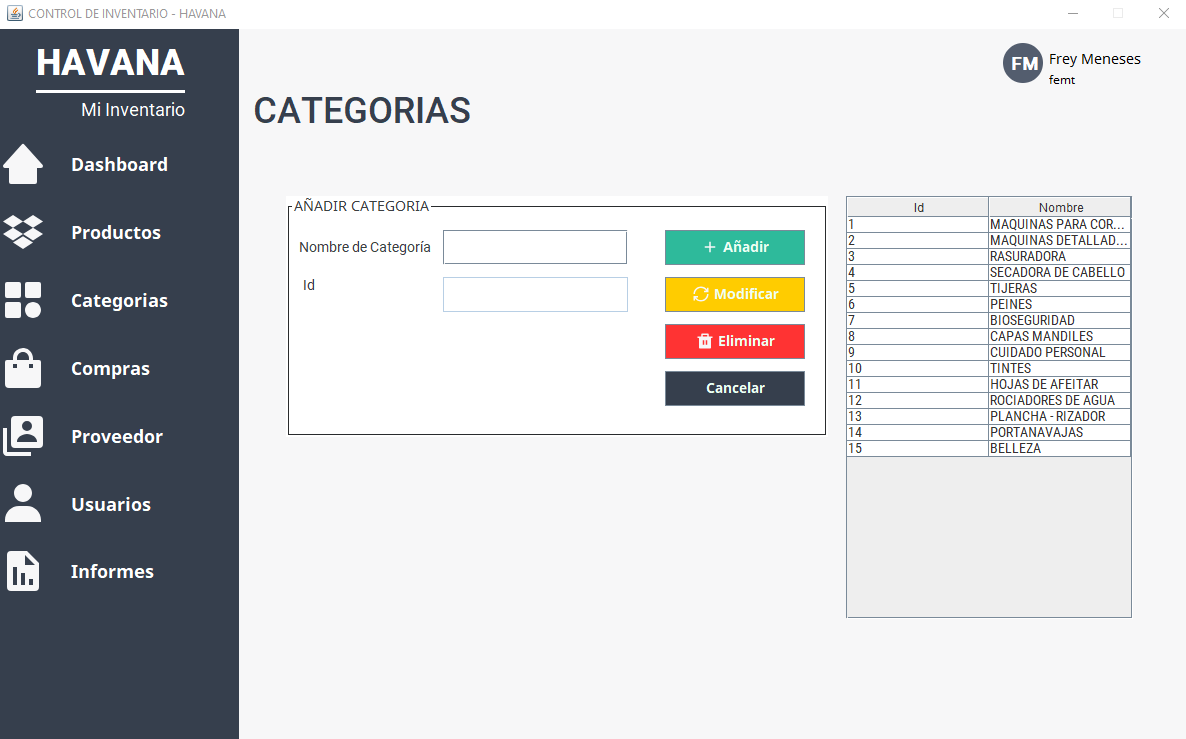 CONTROL DE INVENTARIO - HAVANA
HAVANA
Mi Inventario
Dashboard
Productos
Categorias
Compras
Proveedor
Usuarios
Informes
FM
Frey Meneses
femt
CATEGORIAS
AÑADIR CATEGORIA
Nombre de Categoría
Id
Añadir
Modificar
Eliminar
Cancelar
Id Nombre
1 MAQUINAS PARA COR...
2 MAQUINAS DETALLAD...
3 RASURADORA
4 SECADORA DE CABELLO
5 TIJERAS
6 PEINES
7 BIOSEGURIDAD
8 CAPAS MANDILES
9 CUIDADO PERSONAL
10 TINTES
11 HOJAS DE AFEITAR
12 ROCIADORES DE AGUA
13 PLANCHA - RIZADOR
14 PORTANAVAJAS
15 BELLEZA